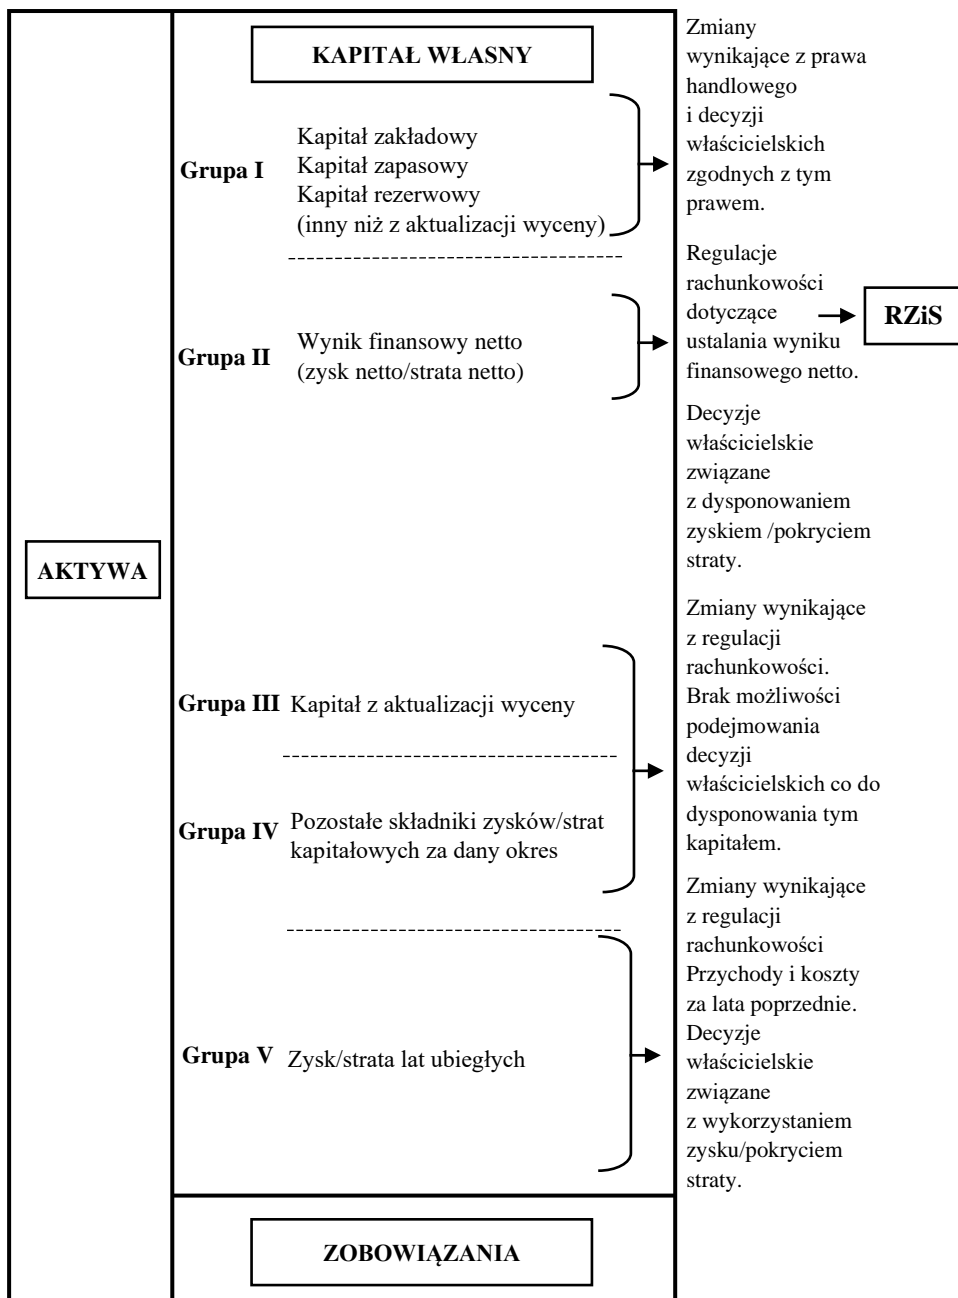 KAPITAŁ WŁASNY
Grupa I
Kapitał zakładowy
Kapitał zapasowy
Kapitał rezerwowy
(inny niż z aktualizacji wyceny)
Zmiany
wynikające z prawa
handlowego
i decyzji
właścicielskich
zgodnych z tym
prawem.
Grupa II
Wynik finansowy netto
(zysk netto/strata netto)
Regulacje
rachunkowości
dotyczące
ustalania wyniku
finansowego netto.
RZiS
Decyzje
właścicielskie
związane
z dysponowaniem
zyskiem /pokryciem
straty.
AKTYWA
Grupa III
Kapitał z aktualizacji wyceny
Grupa IV
Pozostałe składniki zysków/strat
kapitałowych za dany okres
Zmiany wynikające
z regulacji
rachunkowości.
Brak możliwości
podejmowania
decyzji
właścicielskich co do
dysponowania tym
kapitałem.
Grupa V
Zysk/strata lat ubiegłych
Zmiany wynikające
z regulacji
rachunkowości
Przychody i koszty
za lata poprzednie.
Decyzje
właścicielskie
związane
z wykorzystaniem
zysku/pokryciem
straty.
ZOBOWIĄZANIA